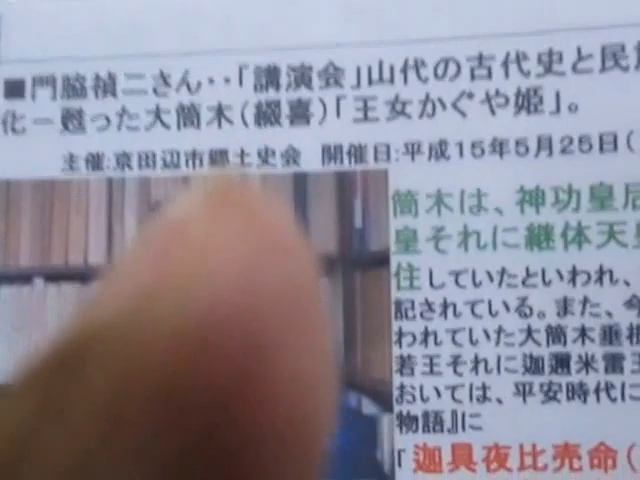 ■門脇禎二さん・・「講演会」山代の古代史と民
化－甦った大筒木（綴喜）「王女かぐや姫」。
主催:京田辺市郷土史会　開催日:平成15年5月25日（
筒木は、神功皇后
皇それに継体天皇
住していたといわれ、
記されている。また、今
われていた大筒木垂根
若王それに迦邇米雷王
おいては、平安時代に
物語』に
「迦具夜比売命（